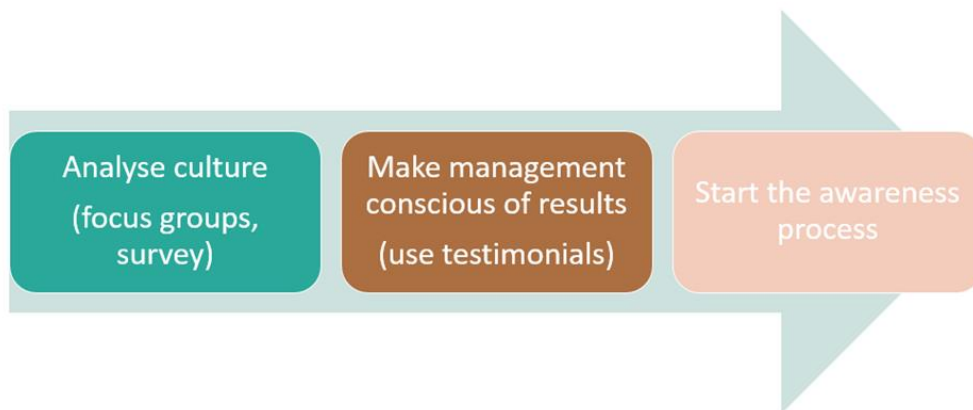 Analyse culture
(focus groups,
survey)
Make management
conscious of results
(use testimonials)
Start the awareness
process